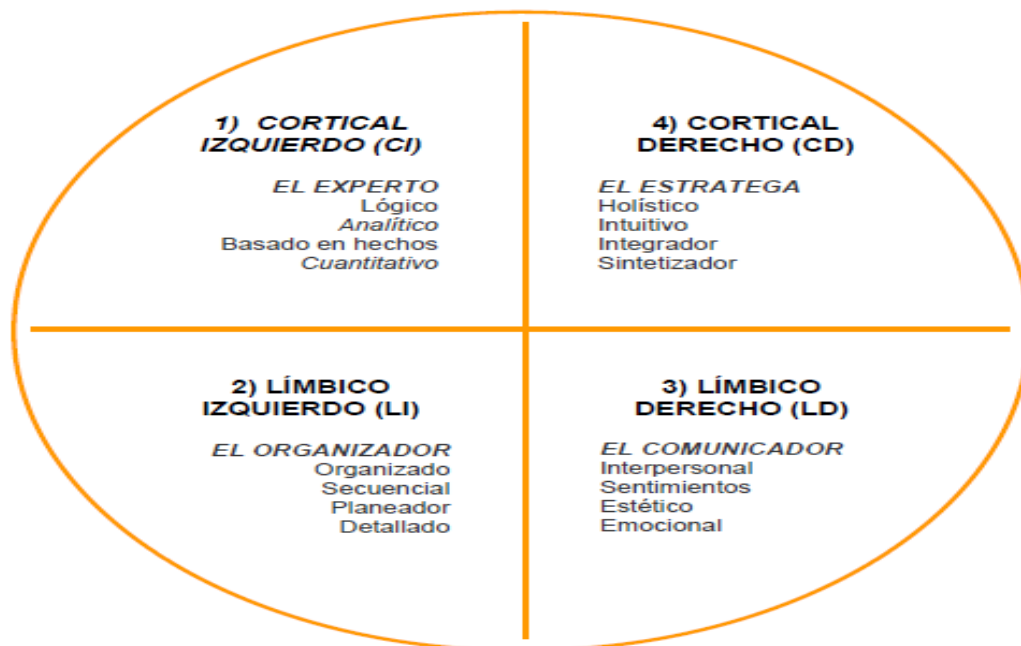 1) CORTICAL
IZQUIERDO (CI)
EL EXPERTO
Lógico
Analítico
Basado en hechos
Cuantitativo
4) CORTICAL
DERECHO (CD)
EL ESTRATEGA
Holístico
Intuitivo
Integrador
Sintetizador
2) LÍMBICO
IZQUIERDO (LI)
EL ORGANIZADOR
Organizado
Secuencial
Planeador
Detallado
3) LÍMBICO
DERECHO (LD)
EL COMUNICADOR
Interpersonal
Sentimientos
Estético
Emocional